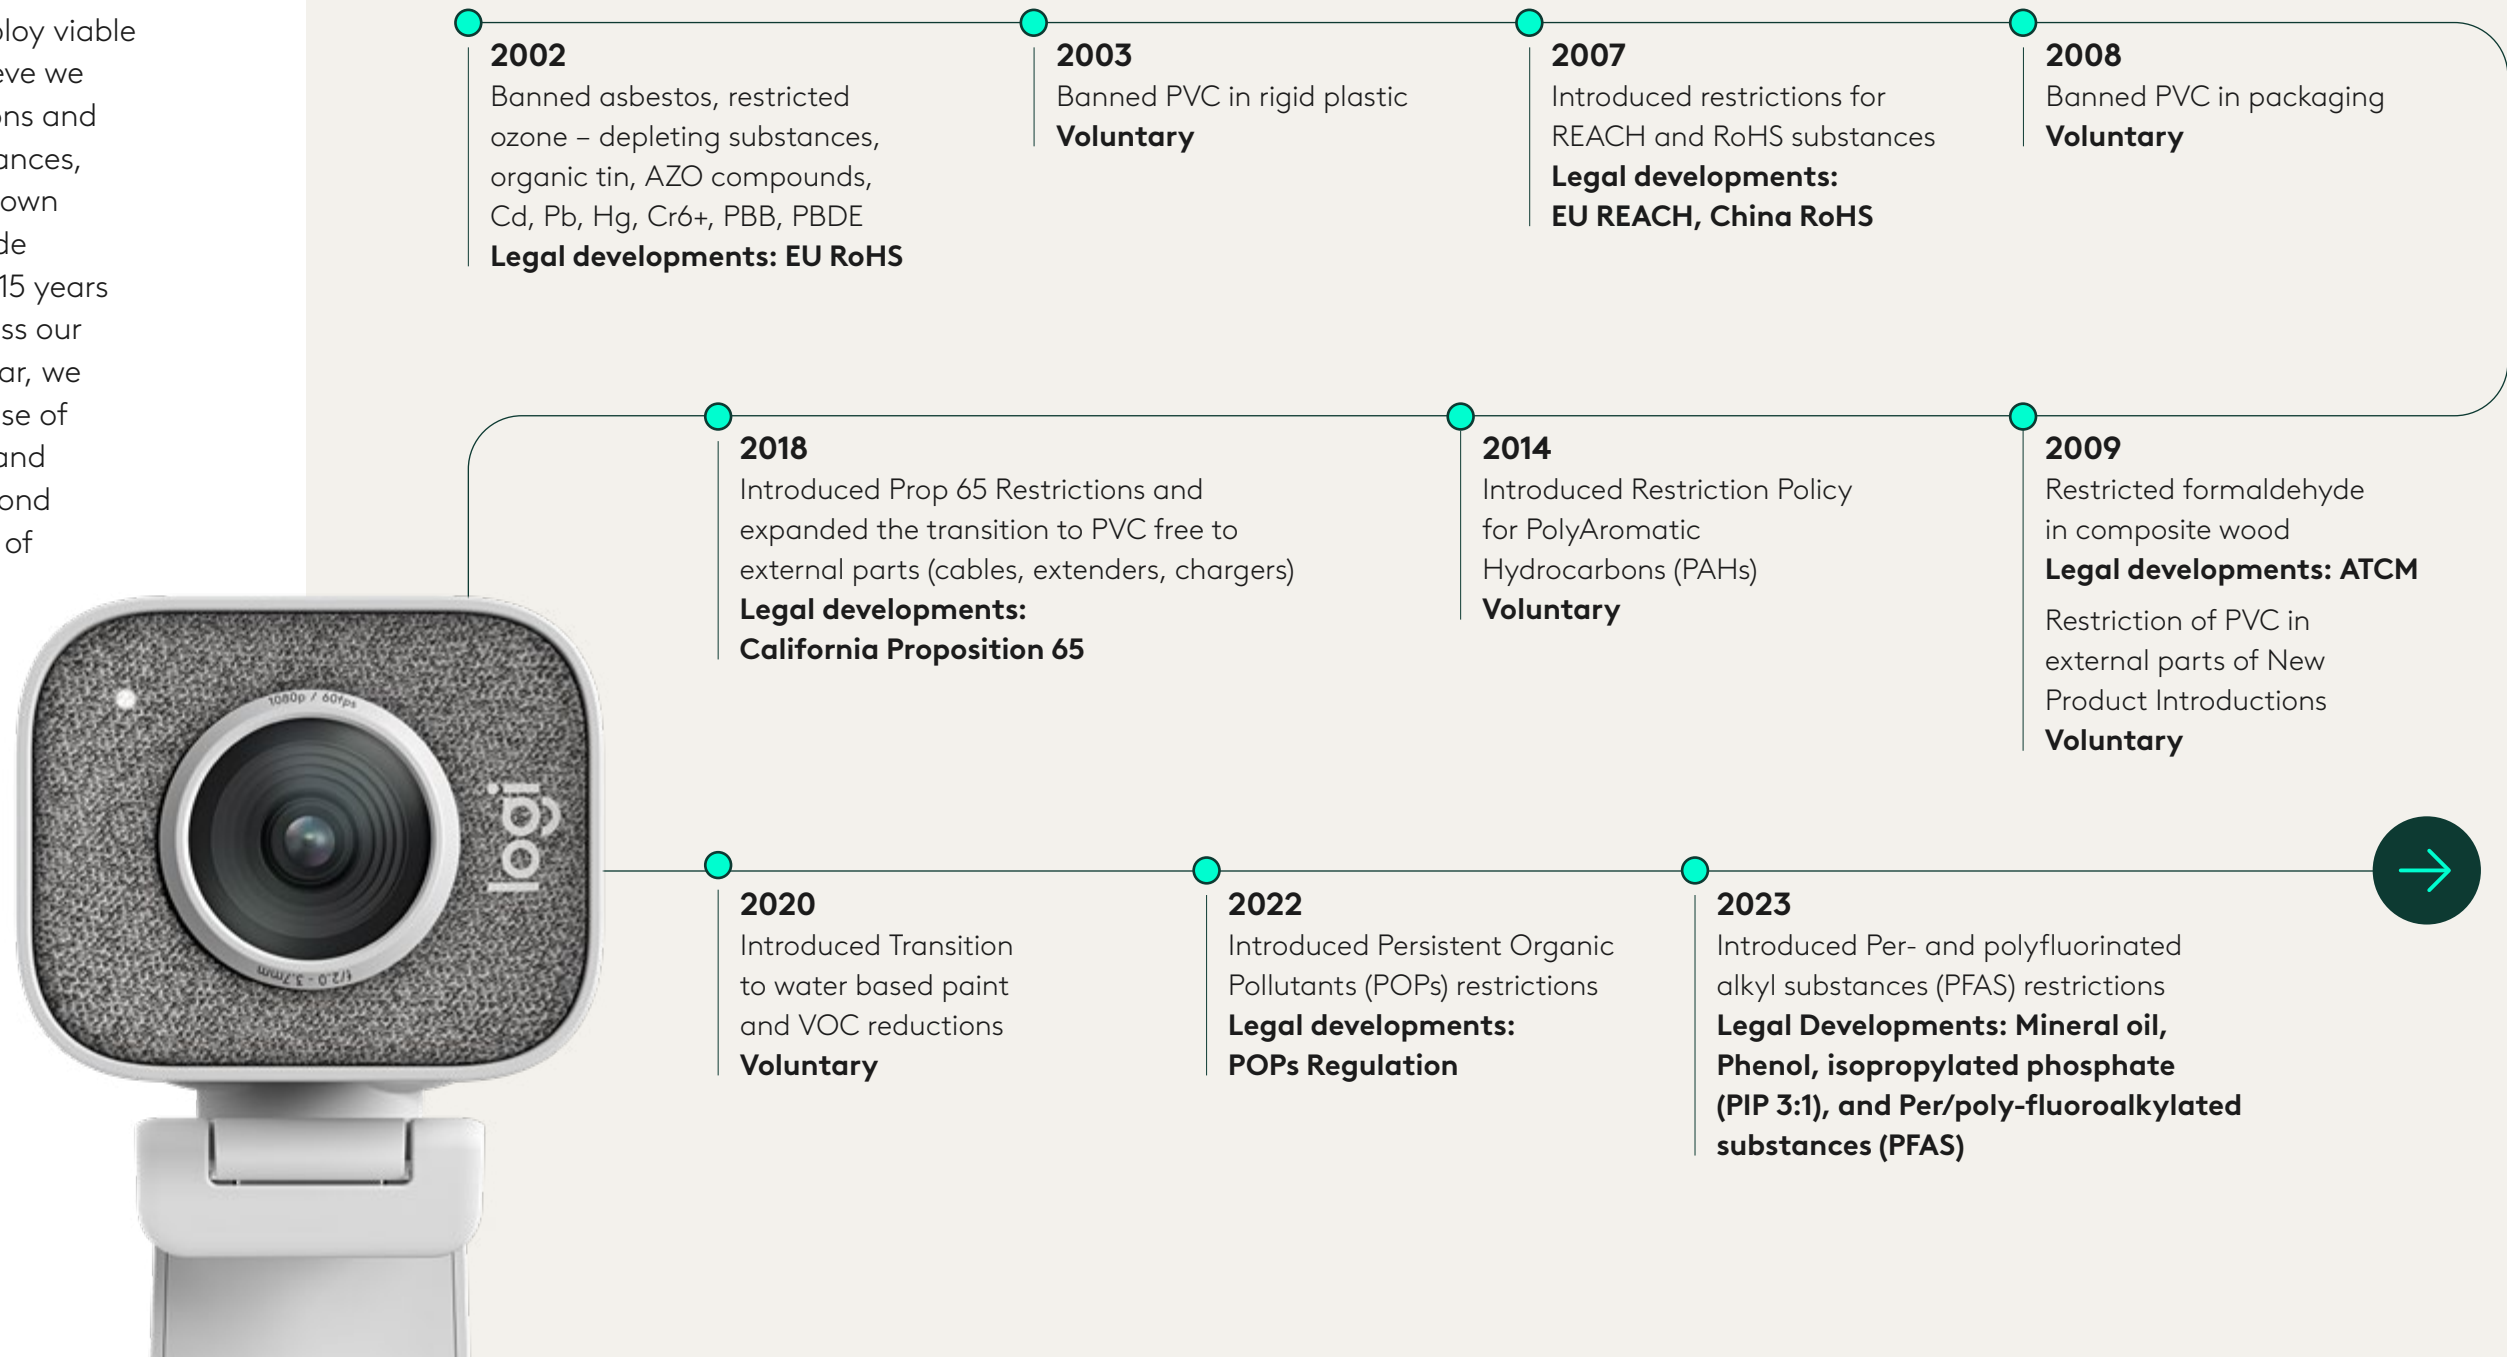 ploy viable
eve we
ons and
ances,
own
de
15 years
ss our
ar, we
se of
and
ond
of
2002
Banned asbestos, restricted
ozone – depleting substances,
organic tin, AZO compounds,
Cd, Pb, Hg, Cr6+, PBB, PBDE
Legal developments: EU RoHS
2003
Banned PVC in rigid plastic
Voluntary
2007
Introduced restrictions for
REACH and RoHS substances
Legal developments:
EU REACH, China RoHS
2008
Banned PVC in packaging
Voluntary
2009
Restricted formaldehyde
in composite wood
Legal developments: ATCM
Restriction of PVC in
external parts of New
Product Introductions
Voluntary
2014
Introduced Restriction Policy
for PolyAromatic
Hydrocarbons (PAHs)
Voluntary
2018
Introduced Prop 65 Restrictions and
expanded the transition to PVC free to
external parts (cables, extenders, chargers)
Legal developments:
California Proposition 65
1080p / 60fps
logi
f/2.0 - 3.7mm
2020
Introduced Transition
to water based paint
and VOC reductions
Voluntary
2022
Introduced Persistent Organic
Pollutants (POPs) restrictions
Legal developments:
POPs Regulation
2023
Introduced Per- and polyfluorinated
alkyl substances (PFAS) restrictions
Legal Developments: Mineral oil,
Phenol, isopropylated phosphate
(PIP 3:1), and Per/poly-fluoroalkylated
substances (PFAS)